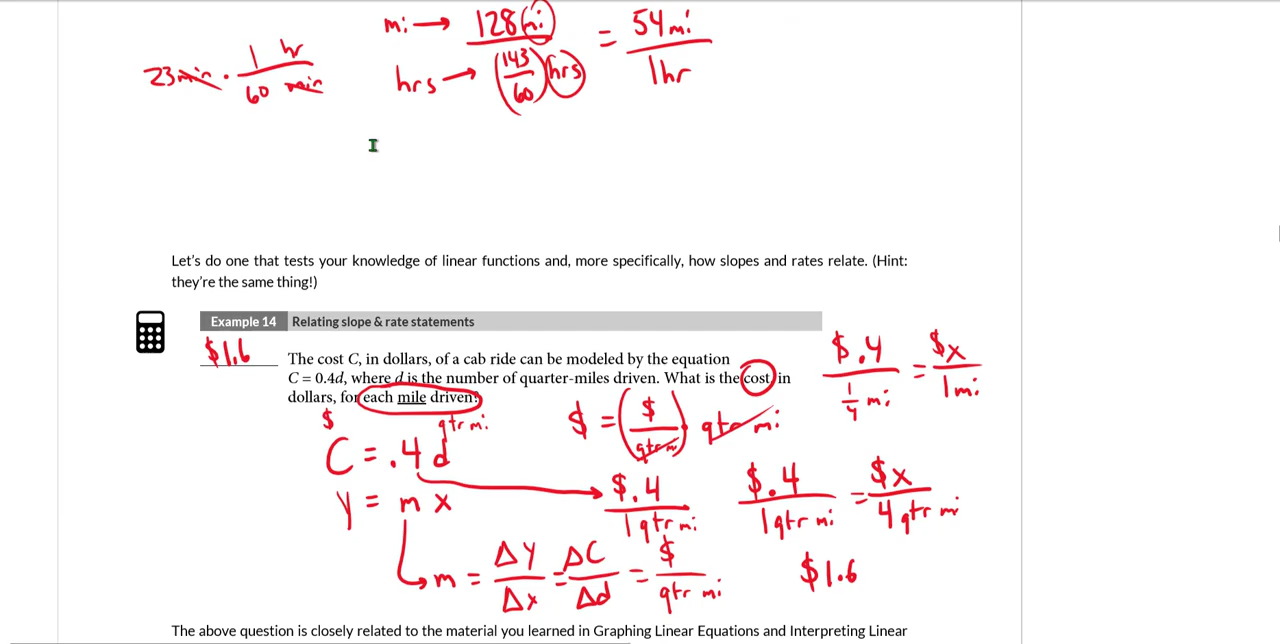 mi → 128 mi = 54 mi
23 min · 1 hr / 60 min
hrs → (143/60) hrs 1 hr
Let's do one that tests your knowledge of linear functions and, more specifically, how slopes and rates relate. (Hint:
they're the same thing!)
Example 14 Relating slope & rate statements
$1.6
The cost C, in dollars, of a cab ride can be modeled by the equation
C = 0.4d, where d is the number of quarter-miles driven. What is the cost, in
dollars, for each mile driven?
$.4 / 1/4 mi = $x / 1 mi
$ qtr mi
C = .4 d
$ = ($ / qtr mi) qtr mi
y = m x
$.4 / 1 qtr mi
$.4 / 1 qtr mi = $x / 4 qtr mi
m = ΔY / Δx = ΔC / Δd = $ / qtr mi
$1.6
The above question is closely related to the material you learned in Graphing Linear Equations and Interpreting Linear